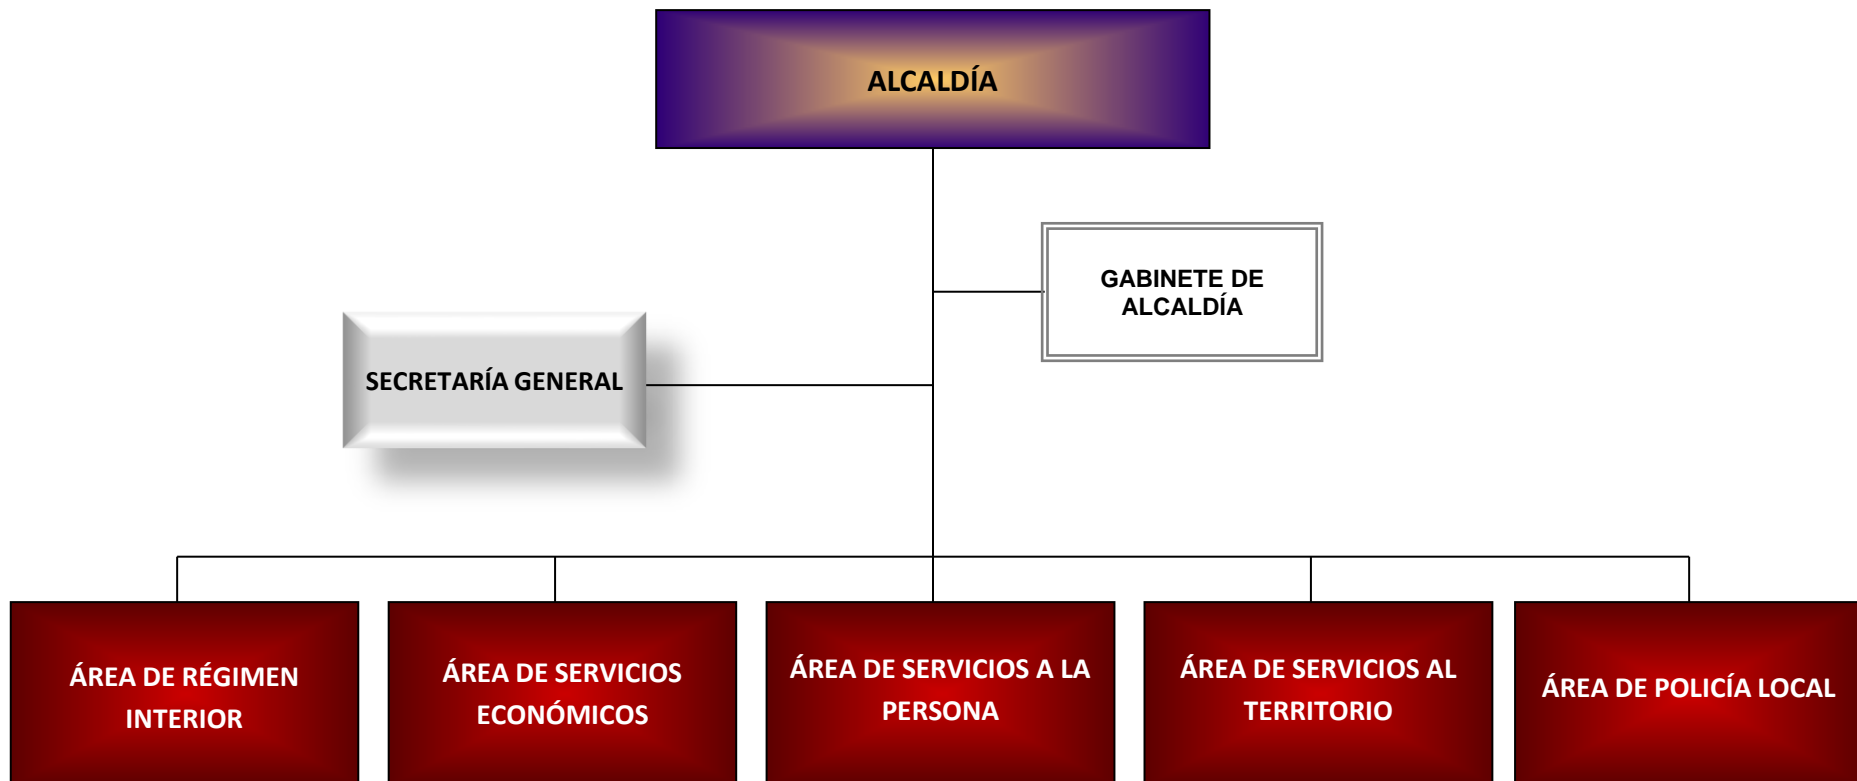 ALCALDÍA
GABINETE DE
ALCALDÍA
SECRETARÍA GENERAL
ÁREA DE RÉGIMEN
INTERIOR
ÁREA DE SERVICIOS
ECONÓMICOS
ÁREA DE SERVICIOS A LA
PERSONA
ÁREA DE SERVICIOS AL
TERRITORIO
ÁREA DE POLICÍA LOCAL